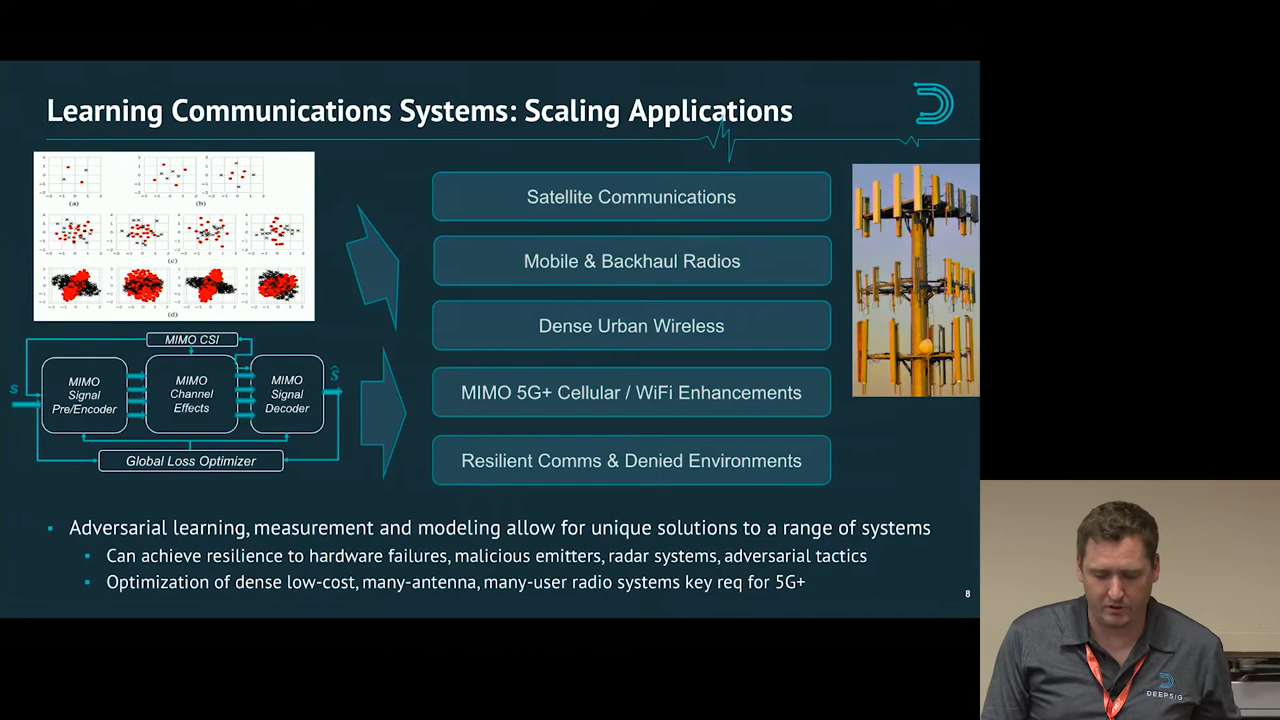 Learning Communications Systems: Scaling Applications
(a)
(b)
(c)
(d)
MIMO CSI
s
MIMO
Signal
Pre/Encoder
MIMO
Channel
Effects
MIMO
Signal
Decoder
ŝ
Global Loss Optimizer
Satellite Communications
Mobile & Backhaul Radios
Dense Urban Wireless
MIMO 5G+ Cellular / WiFi Enhancements
Resilient Comms & Denied Environments
▪ Adversarial learning, measurement and modeling allow for unique solutions to a range of systems
▪ Can achieve resilience to hardware failures, malicious emitters, radar systems, adversarial tactics
▪ Optimization of dense low-cost, many-antenna, many-user radio systems key req for 5G+
8
DEEPSIG